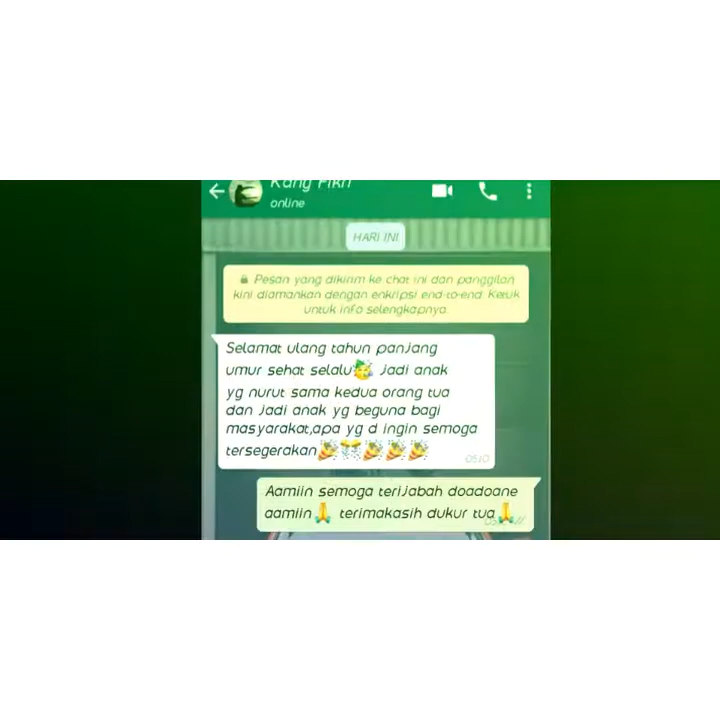 Kang Fikri
online
HARI INI
🔒 Pesan yang dikirim ke chat ini dan panggilan
kini diamankan dengan enkripsi end-to-end. Ketuk
untuk info selengkapnya.
Selamat ulang tahun panjang
umur sehat selalu🥳 Jadi anak
yg nurut sama kedua orang tua
dan Jadi anak yg beguna bagi
masyarakat,apa yg d ingin semoga
tersegerakan🎉🎊🎉🎉🎉
05.10
Aamiin semoga terijabah doadoane
aamiin🙏 terimakasih dukur tua🙏